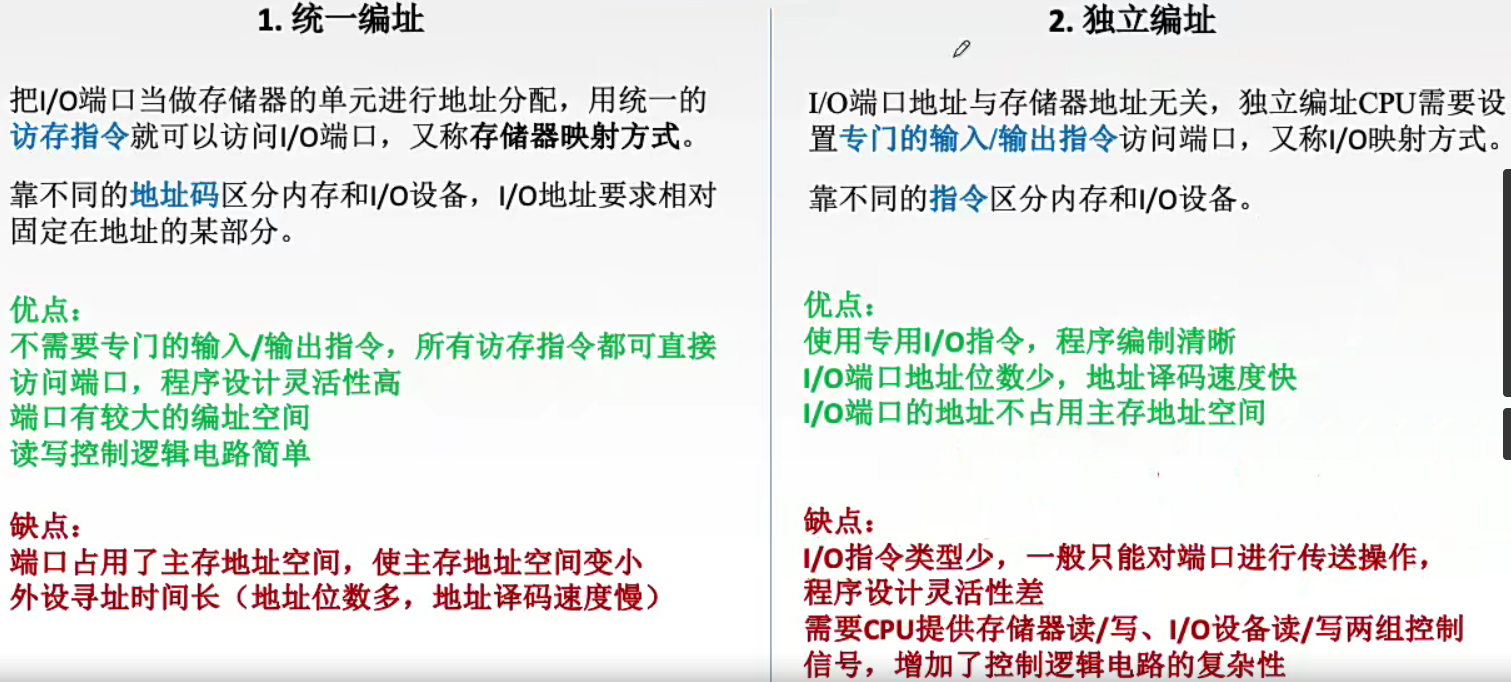 1. 统一编址
把I/O端口当做存储器的单元进行地址分配，用统一的
访存指令就可以访问I/O端口，又称存储器映射方式。
靠不同的地址码区分内存和I/O设备，I/O地址要求相对
固定在地址的某部分。
优点：
不需要专门的输入/输出指令，所有访存指令都可直接
访问端口，程序设计灵活性高
端口有较大的编址空间
读写控制逻辑电路简单
缺点：
端口占用了主存地址空间，使主存地址空间变小
外设寻址时间长（地址位数多，地址译码速度慢）
2. 独立编址
I/O端口地址与存储器地址无关，独立编址CPU需要设
置专门的输入/输出指令访问端口，又称I/O映射方式。
靠不同的指令区分内存和I/O设备。
优点：
使用专用I/O指令，程序编制清晰
I/O端口地址位数少，地址译码速度快
I/O端口的地址不占用主存地址空间
缺点：
I/O指令类型少，一般只能对端口进行传送操作，
程序设计灵活性差
需要CPU提供存储器读/写、I/O设备读/写两组控制
信号，增加了控制逻辑电路的复杂性